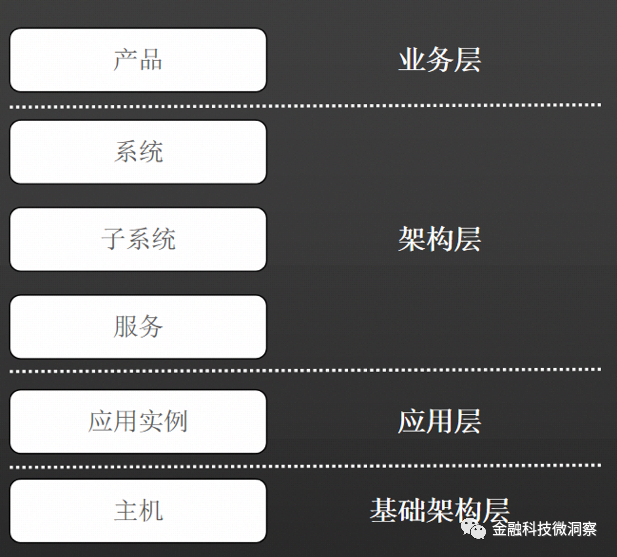 产品
业务层
系统
子系统
架构层
服务
应用实例
应用层
主机
基础架构层
金融科技微洞察